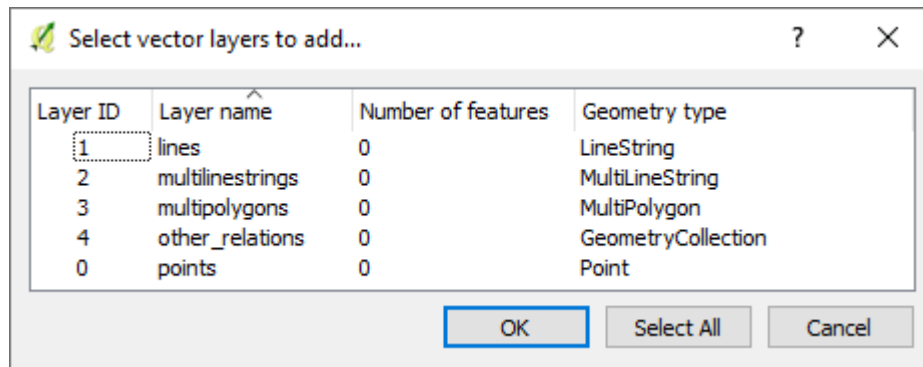 Select vector layers to add... ?
Layer ID Layer name Number of features Geometry type
1 lines 0 LineString
2 multilinestrings 0 MultiLineString
3 multipolygons 0 MultiPolygon
4 other_relations 0 GeometryCollection
0 points 0 Point
OK Select All Cancel